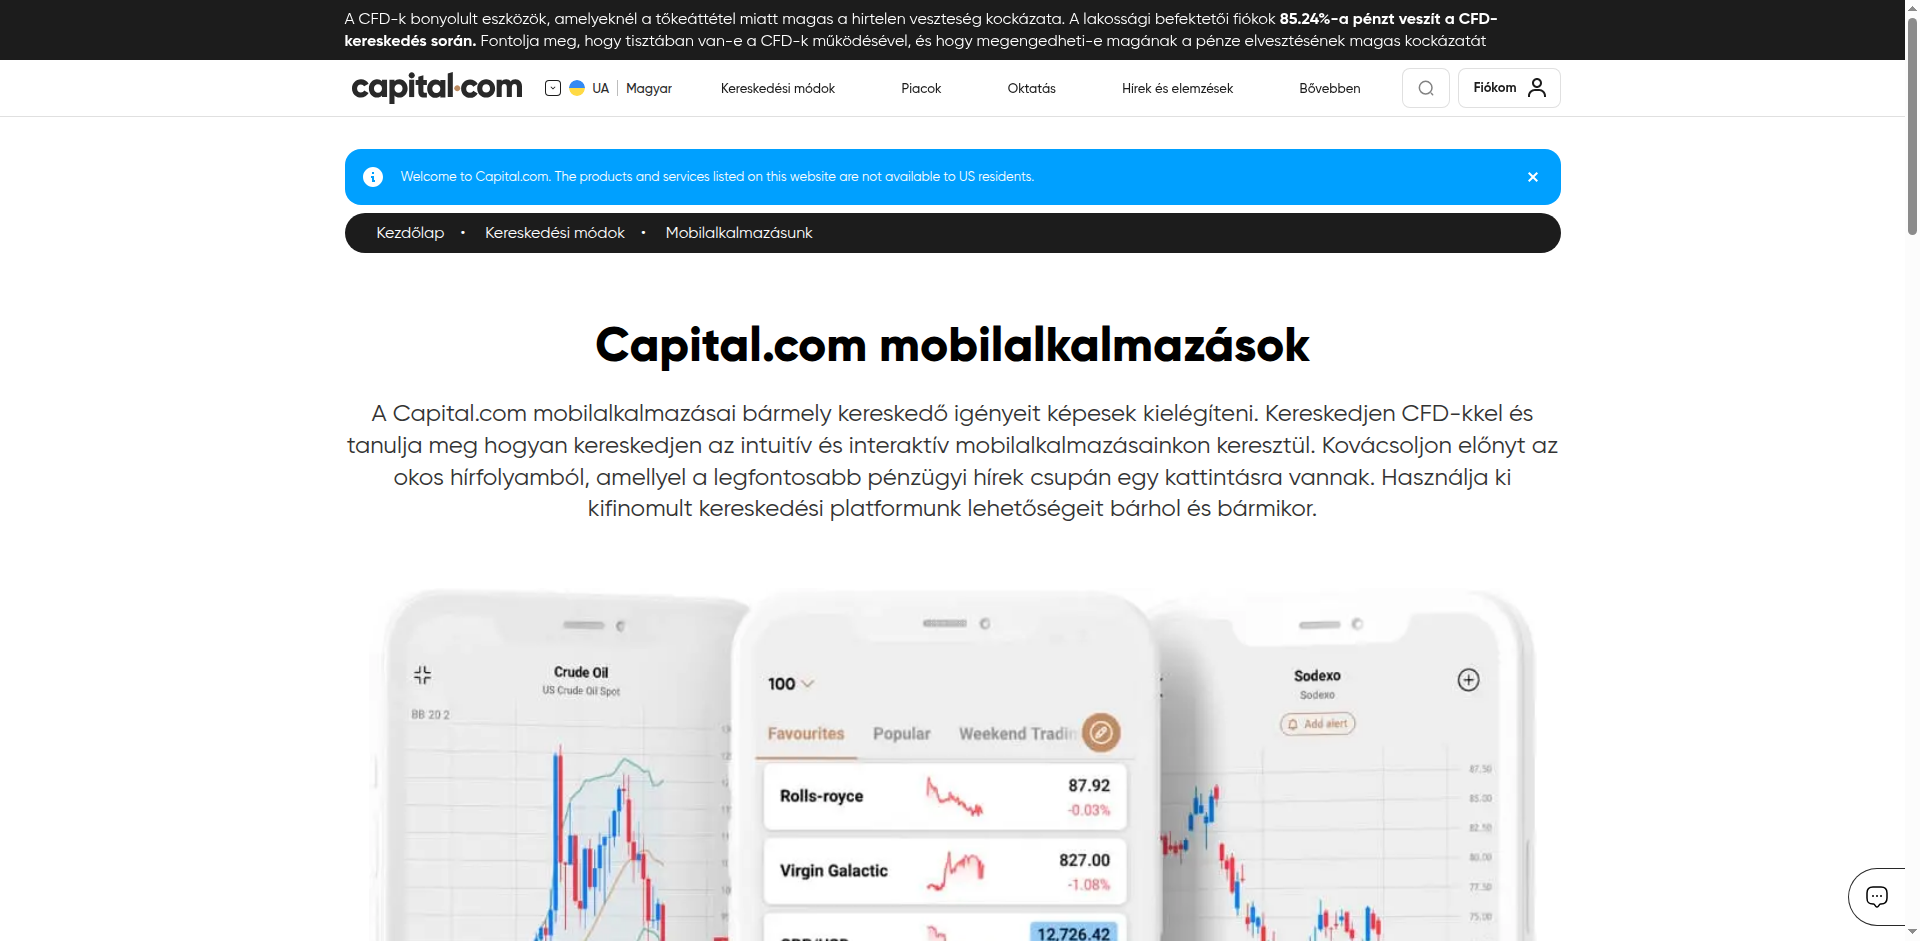 A CFD-k bonyolult eszközök, amelyeknél a tőkeáttétel miatt magas a hirtelen veszteség kockázata. A lakossági befektetői fiókok 85.24%-a pénzt veszít a CFD-
kereskedés során. Fontolja meg, hogy tisztában van-e a CFD-k működésével, és hogy megengedheti-e magának a pénze elvesztésének magas kockázatát
capital.com UA Magyar Kereskedési módok Piacok Oktatás Hírek és elemzések Bővebben Fiókom
Welcome to Capital.com. The products and services listed on this website are not available to US residents.
Kezdőlap • Kereskedési módok • Mobilalkalmazásunk
Capital.com mobilalkalmazások
A Capital.com mobilalkalmazásai bármely kereskedő igényeit képesek kielégíteni. Kereskedjen CFD-kkel és
tanulja meg hogyan kereskedjen az intuitív és interaktív mobilalkalmazásainkon keresztül. Kovácsoljon előnyt az
okos hírfolyamból, amellyel a legfontosabb pénzügyi hírek csupán egy kattintásra vannak. Használja ki
kifinomult kereskedési platformunk lehetőségeit bárhol és bármikor.
Crude Oil
US Crude Oil Spot
BB 20 2
100
Favourites Popular Weekend Tradin
Rolls-royce 87.92
-0.03%
Virgin Galactic 827.00
-1.08%
12,726.42
Sodexo
Sodexo
Add alert
87.50
85.00
82.50
80.00
77.50
75.00